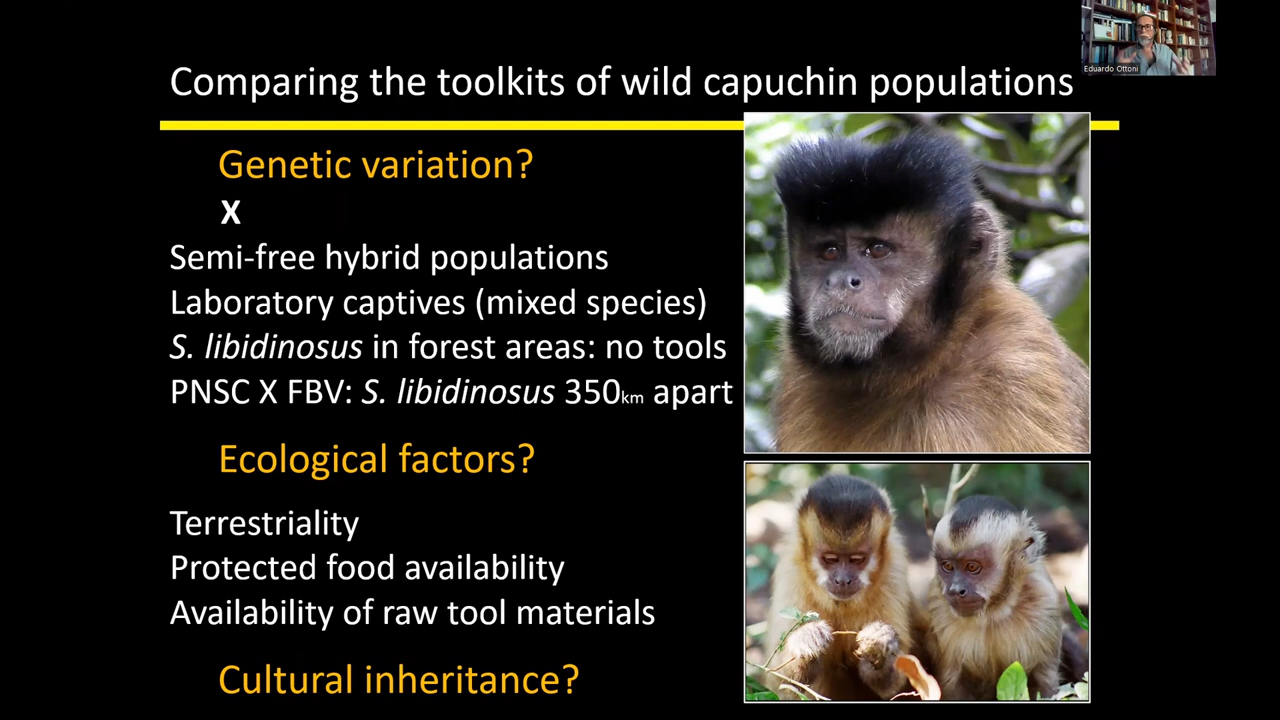 Eduardo Ottoni
Comparing the toolkits of wild capuchin populations
Genetic variation?
X
Semi-free hybrid populations
Laboratory captives (mixed species)
S. libidinosus in forest areas: no tools
PNSC X FBV: S. libidinosus 350km apart
Ecological factors?
Terrestriality
Protected food availability
Availability of raw tool materials
Cultural inheritance?